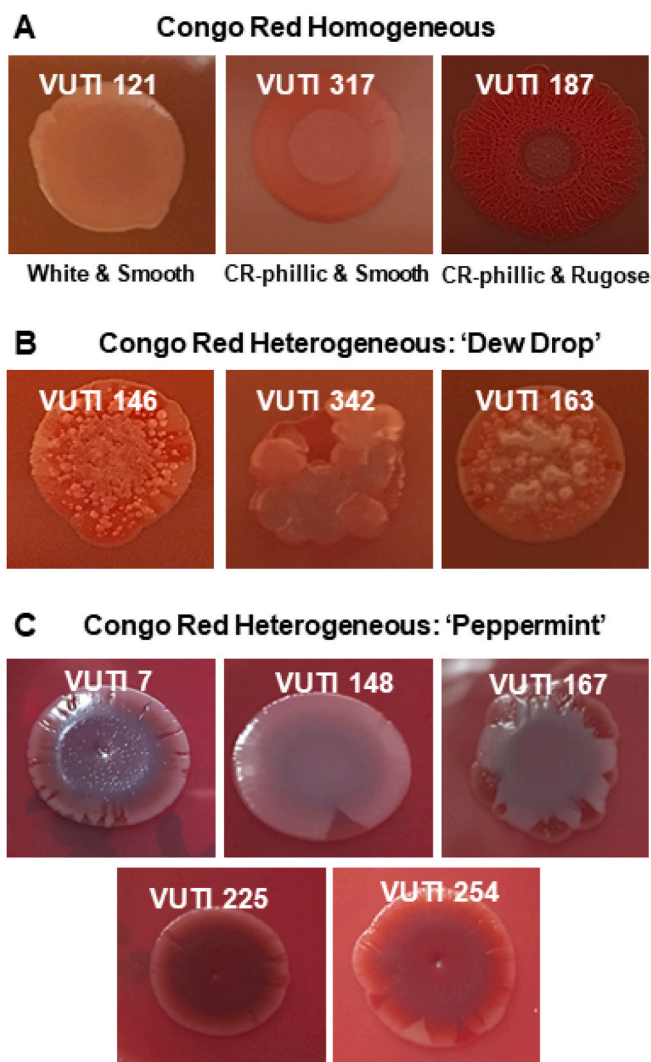 A Congo Red Homogeneous
VUTI 121 VUTI 317 VUTI 187
White & Smooth CR-phillic & Smooth CR-phillic & Rugose
B Congo Red Heterogeneous: ‘Dew Drop’
VUTI 146 VUTI 342 VUTI 163
C Congo Red Heterogeneous: ‘Peppermint’
VUTI 7 VUTI 148 VUTI 167
VUTI 225 VUTI 254